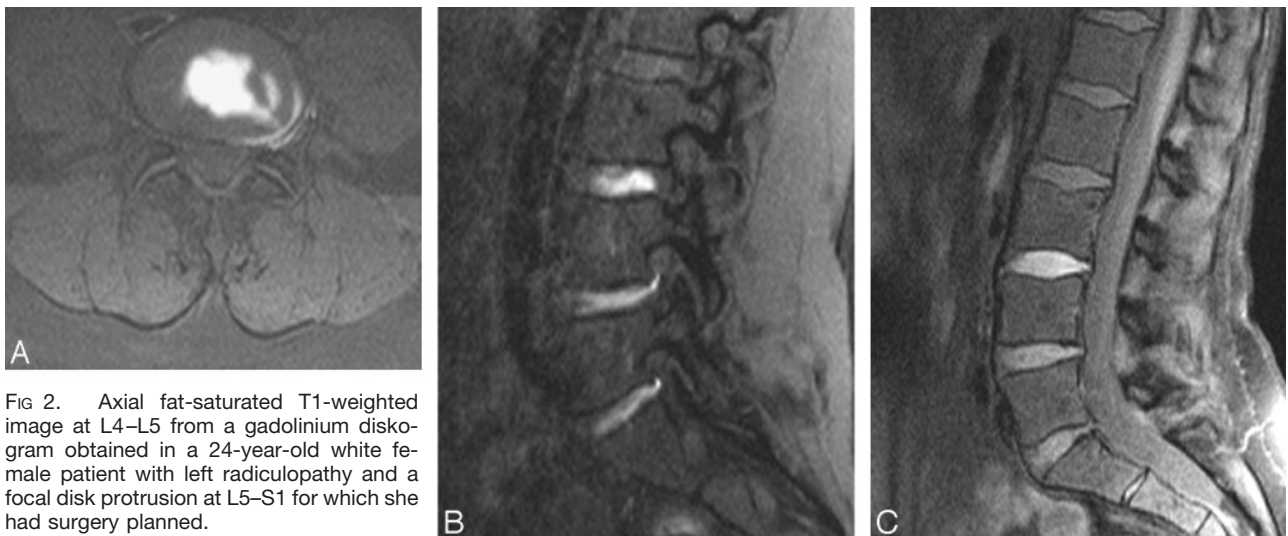 A
FIG 2. Axial fat-saturated T1-weighted
image at L4–L5 from a gadolinium disko-
gram obtained in a 24-year-old white fe-
male patient with left radiculopathy and a
focal disk protrusion at L5–S1 for which she
had surgery planned.
B
C